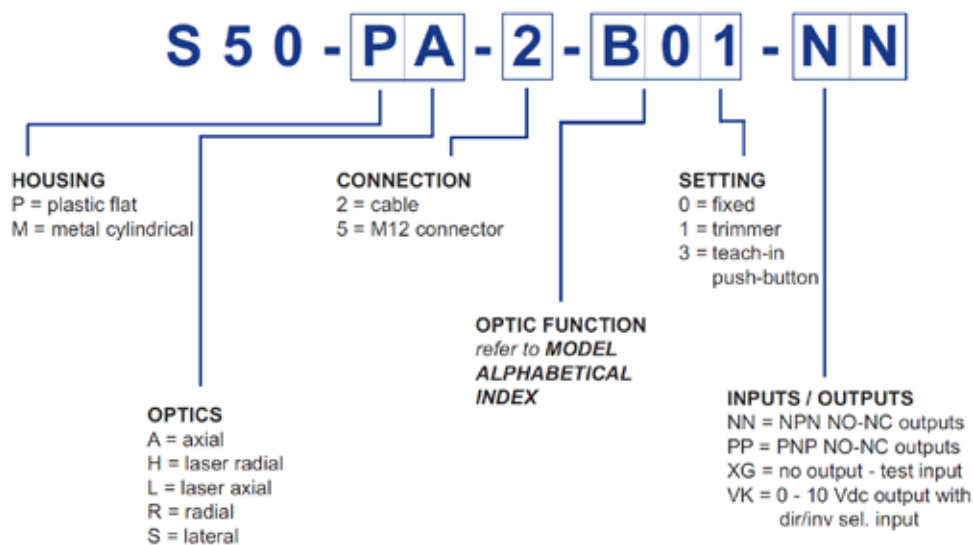 S50-PA-2-B01-NN
HOUSING
P = plastic flat
M = metal cylindrical
CONNECTION
2 = cable
5 = M12 connector
SETTING
0 = fixed
1 = trimmer
3 = teach-in
push-button
OPTIC FUNCTION
refer to MODEL
ALPHABETICAL
INDEX
OPTICS
A = axial
H = laser radial
L = laser axial
R = radial
S = lateral
INPUTS / OUTPUTS
NN = NPN NO-NC outputs
PP = PNP NO-NC outputs
XG = no output - test input
VK = 0 - 10 Vdc output with
dir/inv sel. input